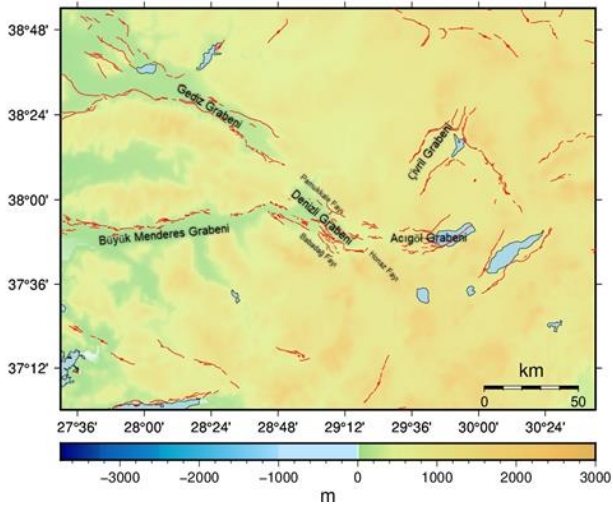 38°48'
38°24'
38°00'
37°36'
37°12'
Gediz Grabeni
Çivril Grabeni
Pamukkale Fayı
Denizli Grabeni
Büyük Menderes Grabeni
Babadağ Fayı
Acıgöl Grabeni
Honaz Fayı
km
0 50
27°36' 28°00' 28°24' 28°48' 29°12' 29°36' 30°00' 30°24'
−3000 −2000 −1000 0 1000 2000 3000
m